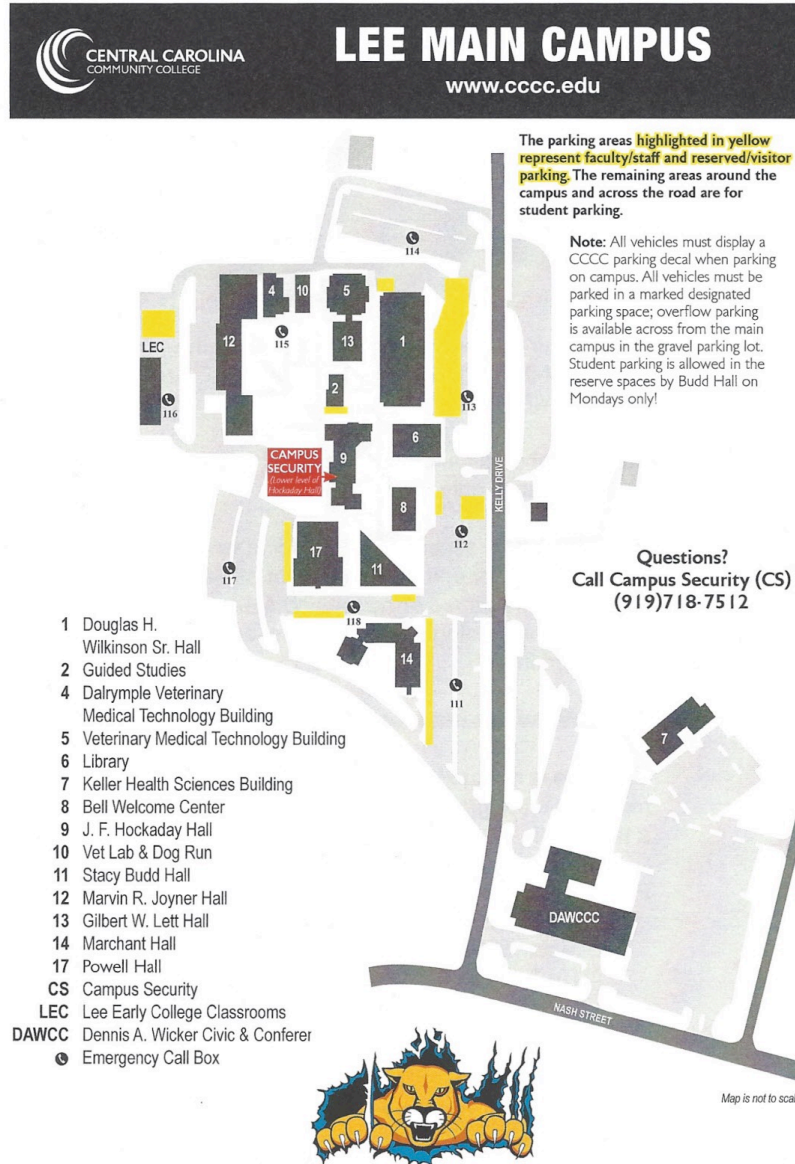 CENTRAL CAROLINA
COMMUNITY COLLEGE
LEE MAIN CAMPUS
www.cccc.edu
The parking areas highlighted in yellow
represent faculty/staff and reserved/visitor
parking. The remaining areas around the
campus and across the road are for
student parking.
Note: All vehicles must display a
CCCC parking decal when parking
on campus. All vehicles must be
parked in a marked designated
parking space; overflow parking
is available across from the main
campus in the gravel parking lot.
Student parking is allowed in the
reserve spaces by Budd Hall on
Mondays only!
114
4
10
5
115
12
13
1
LEC
2
116
113
6
CAMPUS
SECURITY
(Lower level of
Hockaday Hall)
9
KELLY DRIVE
8
112
17
11
117
118
14
111
Questions?
Call Campus Security (CS)
(919)718-7512
7
DAWCCC
NASH STREET
1 Douglas H.
Wilkinson Sr. Hall
2 Guided Studies
4 Dalrymple Veterinary
Medical Technology Building
5 Veterinary Medical Technology Building
6 Library
7 Keller Health Sciences Building
8 Bell Welcome Center
9 J. F. Hockaday Hall
10 Vet Lab & Dog Run
11 Stacy Budd Hall
12 Marvin R. Joyner Hall
13 Gilbert W. Lett Hall
14 Marchant Hall
17 Powell Hall
CS Campus Security
LEC Lee Early College Classrooms
DAWCC Dennis A. Wicker Civic & Conferer
Emergency Call Box
Map is not to scal